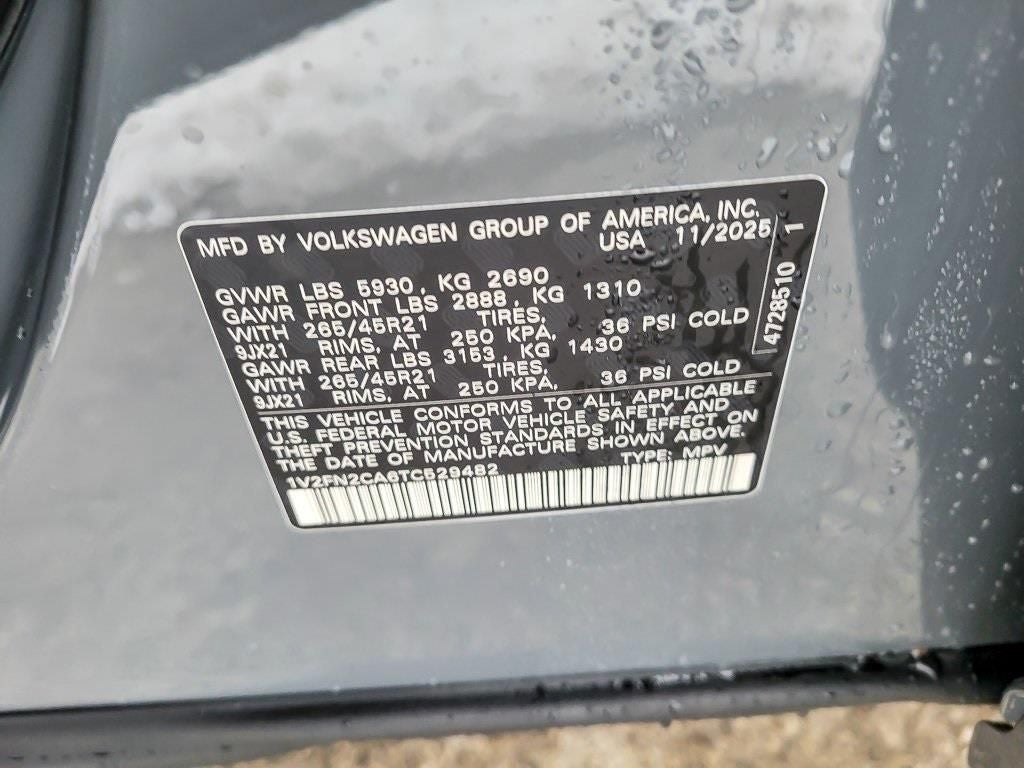 MFD BY VOLKSWAGEN GROUP OF AMERICA, INC.
USA 11/2025
GVWR LBS 5930, KG 2690
GAWR FRONT LBS 2888, KG 1310
WITH 265/45R21 TIRES,
9JX21 RIMS, AT 250 KPA, 36 PSI COLD
GAWR REAR LBS 3153, KG 1430
WITH 265/45R21 TIRES,
9JX21 RIMS, AT 250 KPA, 36 PSI COLD
THIS VEHICLE CONFORMS TO ALL APPLICABLE
U.S. FEDERAL MOTOR VEHICLE SAFETY AND
THEFT PREVENTION STANDARDS IN EFFECT ON
THE DATE OF MANUFACTURE SHOWN ABOVE.
1V2FN2CA6TC529482 TYPE: MPV
4728510 1